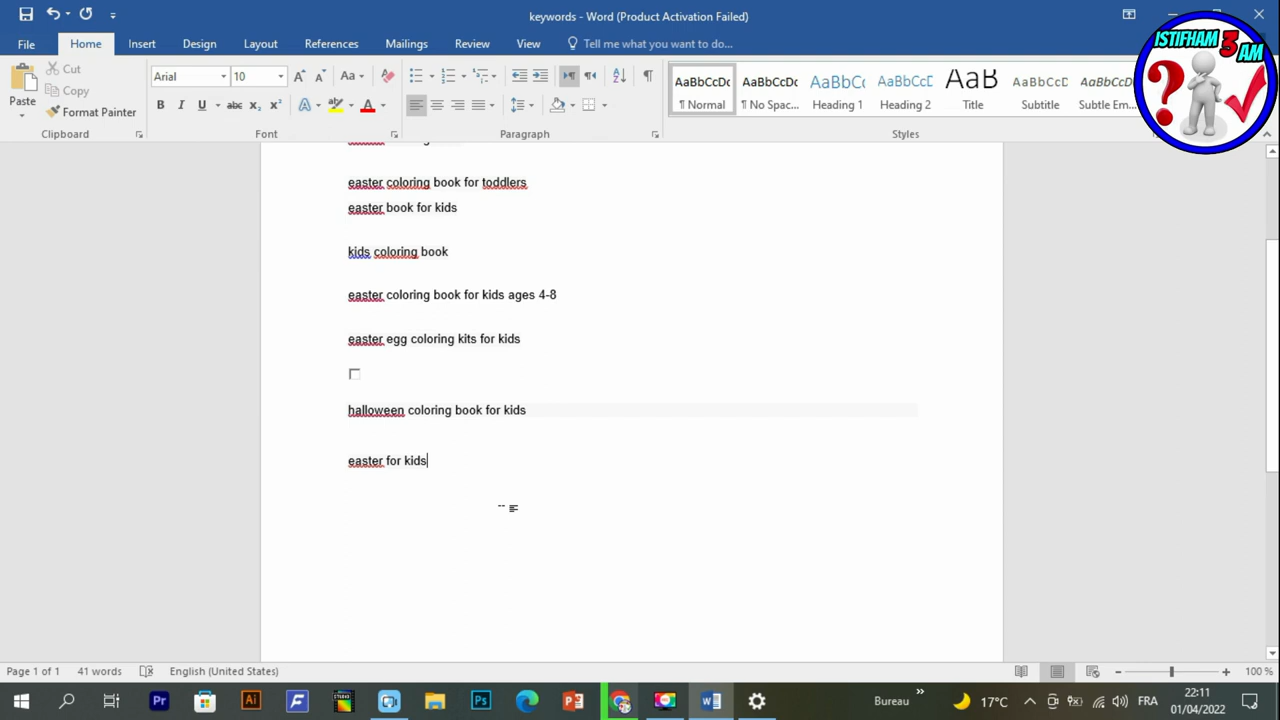 keywords - Word (Product Activation Failed)
File Home Insert Design Layout References Mailings Review View Tell me what you want to do...
ISTIFHAM 3 AM
Paste
Cut
Copy
Format Painter
Clipboard
Arial 10
Font
Paragraph
AaBbCcDc ¶ Normal
AaBbCcDc ¶ No Spac...
AaBbCc Heading 1
AaBbCcD Heading 2
AaB Title
AaBbCcD Subtitle
Subtle Em...
Styles
easter coloring book for toddlers
easter book for kids
kids coloring book
easter coloring book for kids ages 4-8
easter egg coloring kits for kids
halloween coloring book for kids
easter for kids
Page 1 of 1 41 words English (United States) 100 %
Bureau 17°C FRA 22:11
01/04/2022